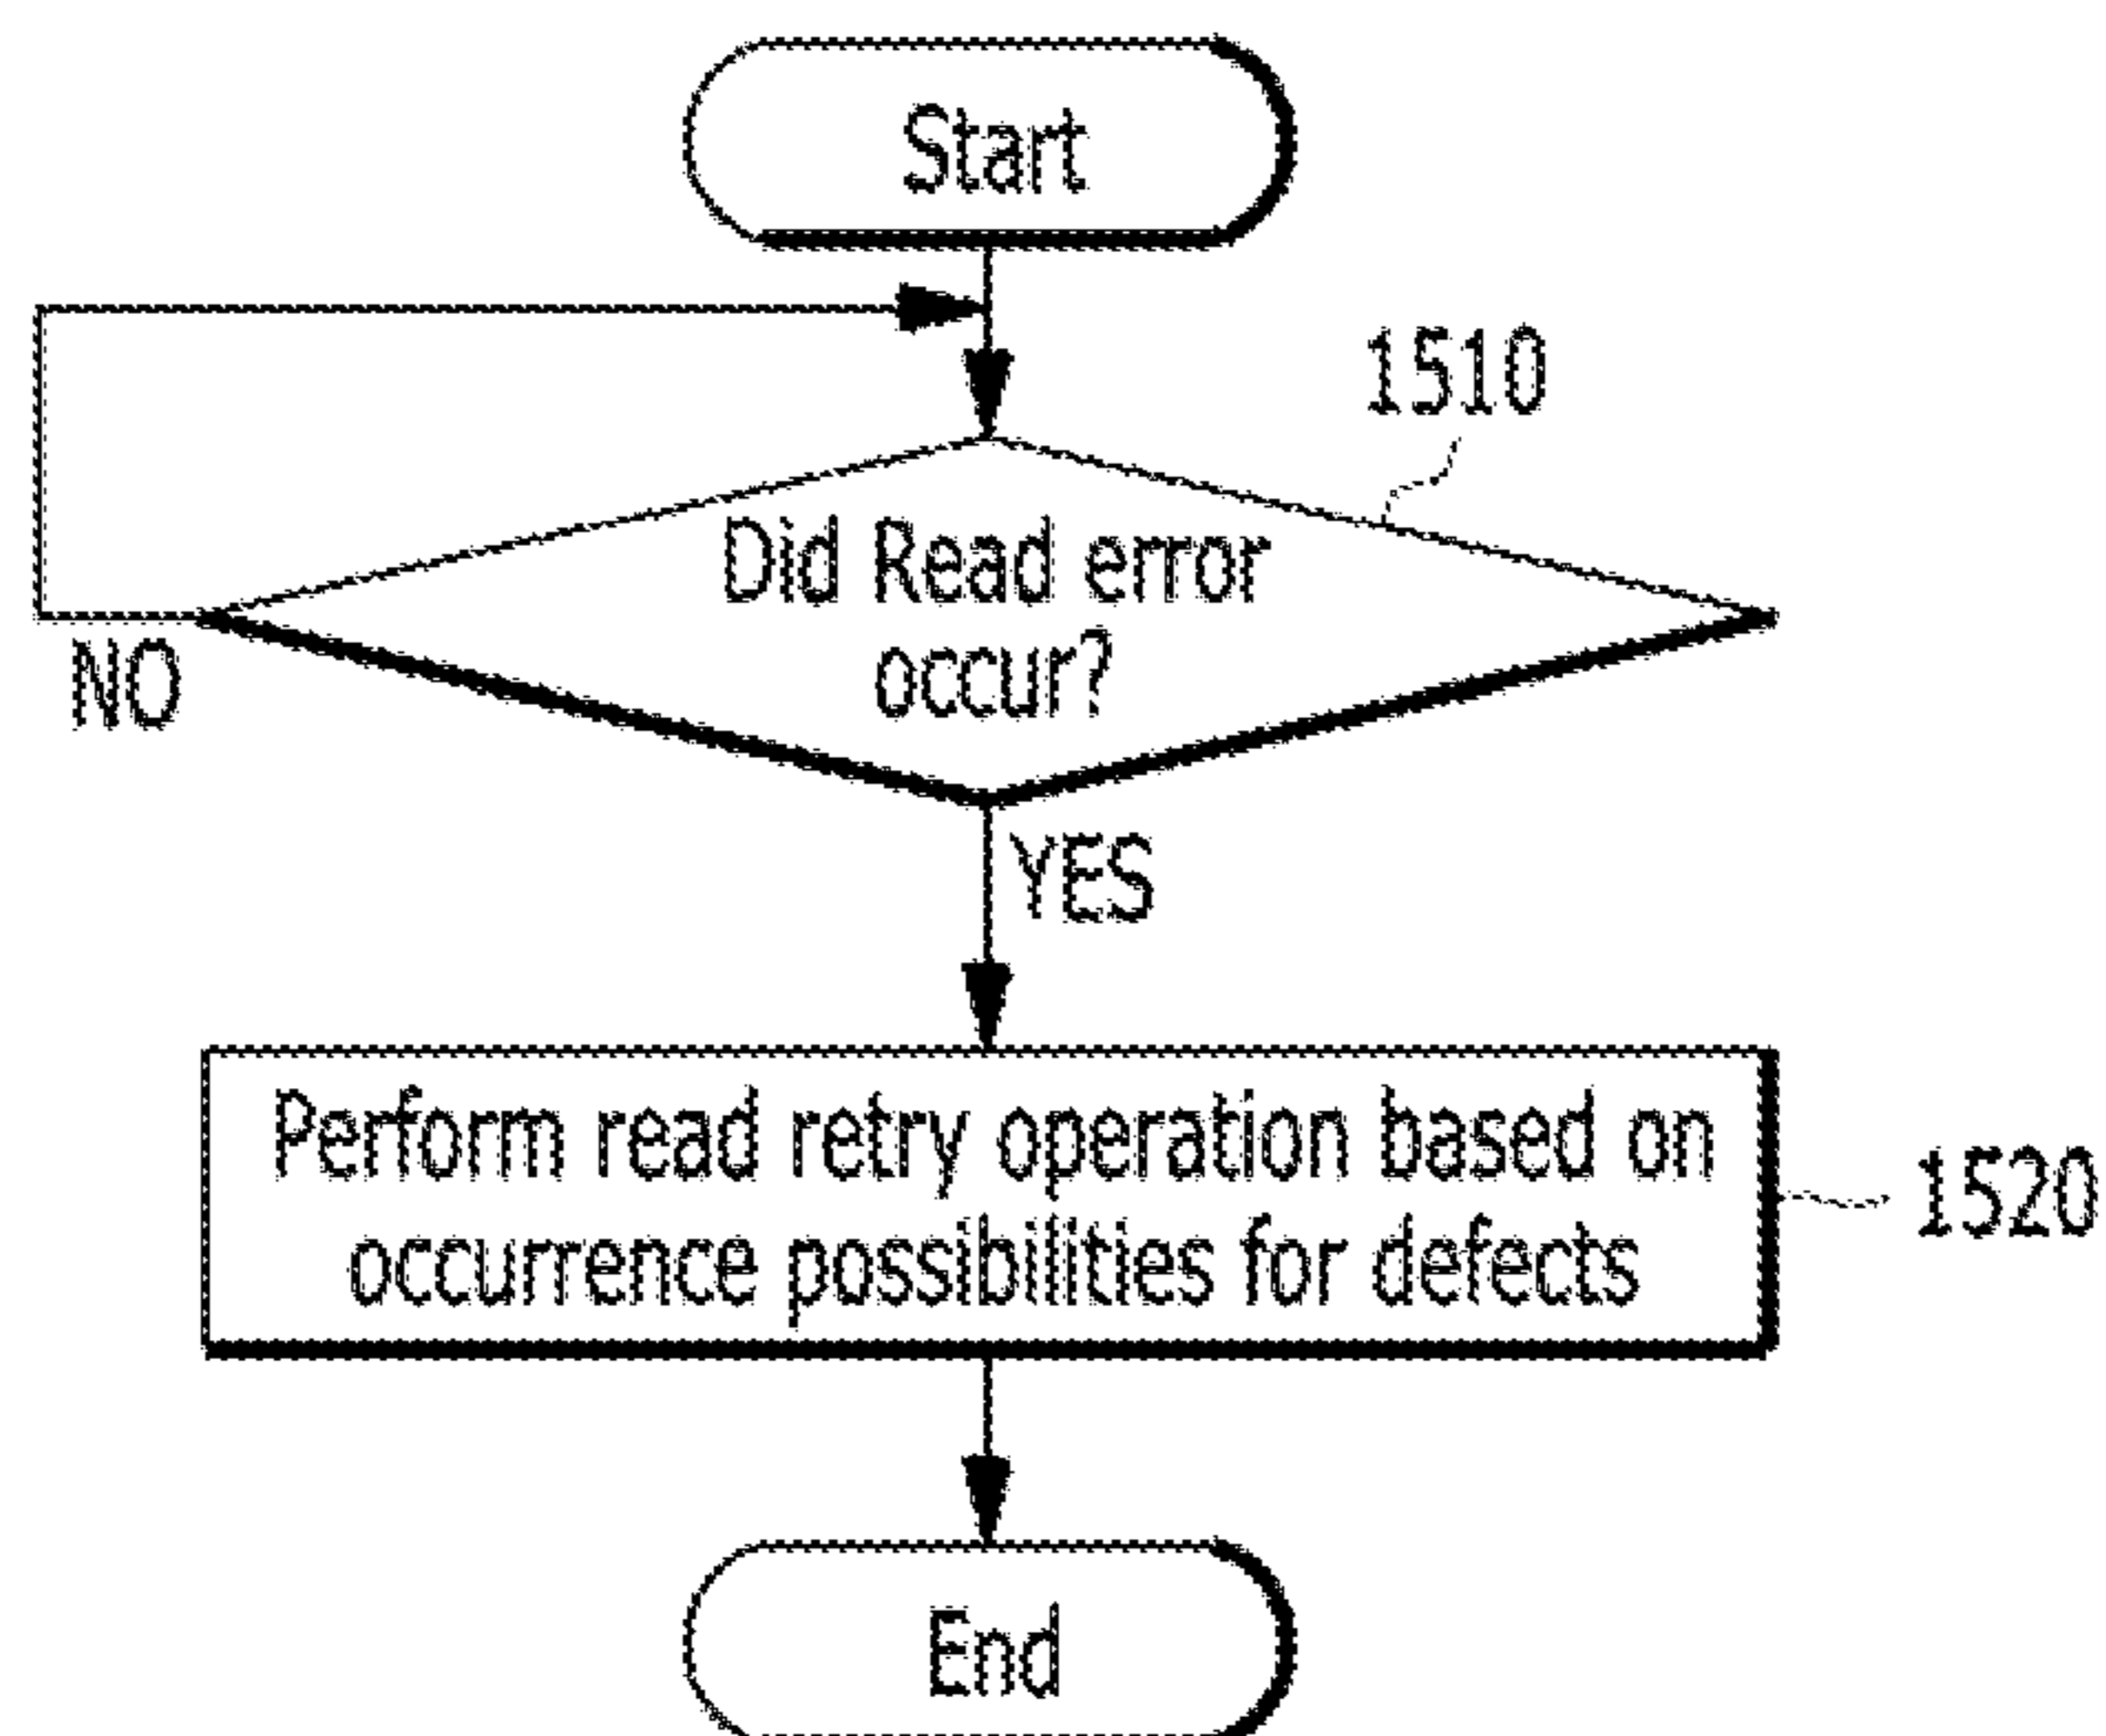 Start
1510
Did Read error
occur?
NO
YES
Perform read retry operation based on
occurrence possibilities for defects
1520
End